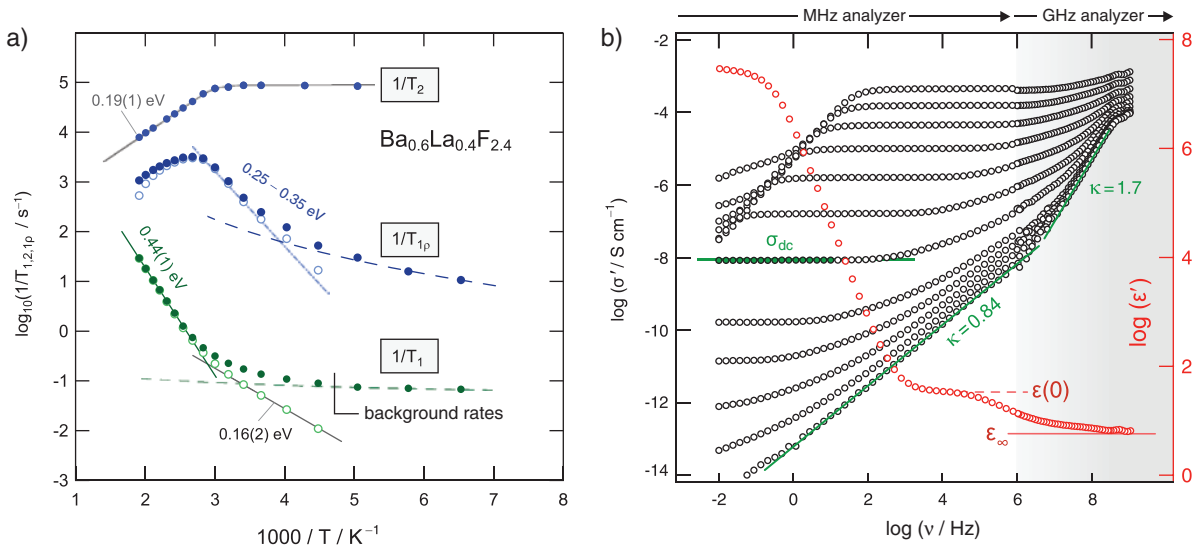 a)
5
4
3
2
1
0
-1
-2
-3
log₁₀(1/T₁,₂,₁ρ / s⁻¹)
0.19(1) eV
1/T₂
Ba₀.₆La₀.₄F₂.₄
0.25 – 0.35 eV
1/T₁ρ
0.44(1) eV
1/T₁
background rates
0.16(2) eV
1 2 3 4 5 6 7 8
1000 / T / K⁻¹
b)
MHz analyzer
GHz analyzer
-2
-4
-6
-8
-10
-12
-14
log (σ′ / S cm⁻¹)
σdc
κ=1.7
κ=0.84
ε(0)
ε∞
8
6
4
2
0
log (ε′)
-2 0 2 4 6 8
log (ν / Hz)